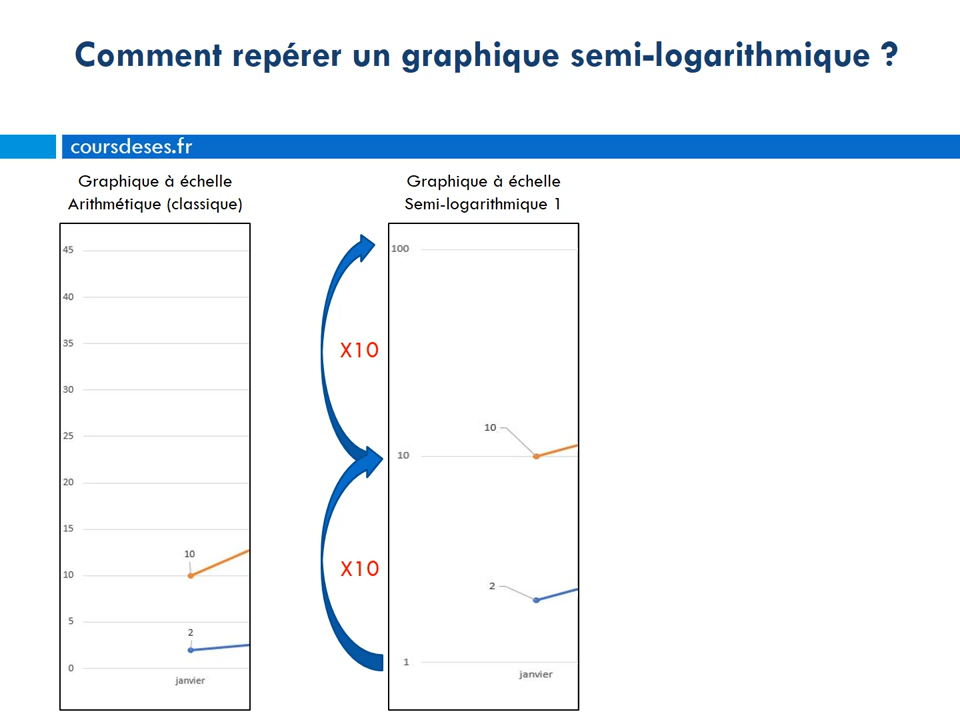 Comment repérer un graphique semi-logarithmique ?
coursdeses.fr
Graphique à échelle
Arithmétique (classique)
45
40
35
30
25
20
15
10
5
0
10
2
janvier
Graphique à échelle
Semi-logarithmique 1
X10
X10
100
10
1
10
2
janvier